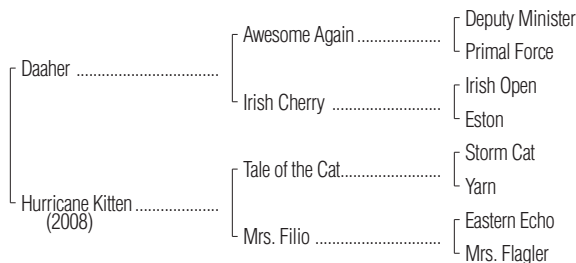 Deputy Minister
Awesome Again ....................
Primal Force
Daaher ..................................
Irish Open
Irish Cherry ..........................
Eston
Storm Cat
Tale of the Cat........................
Yarn
Hurricane Kitten ....................
(2008)
Eastern Echo
Mrs. Filio ..............................
Mrs. Flagler